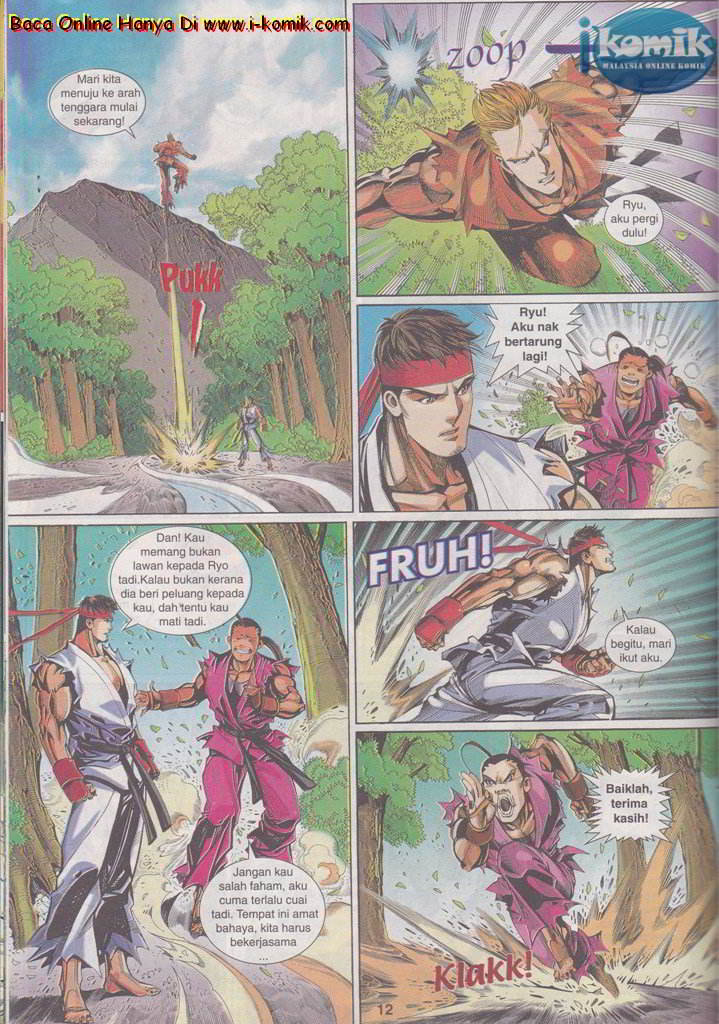 Baca Online Hanya Di www.i-komik.com
ikomik
MALAYSIA ONLINE KOMIK
Mari kita
menuju ke arah
tenggara mulai
sekarang!
Pukk
!
zoop
Ryu,
aku pergi
dulu!
Ryu!
Aku nak
bertarung
lagi!
Dan! Kau
memang bukan
lawan kepada Ryo
tadi.Kalau bukan kerana
dia beri peluang kepada
kau, dah tentu kau
mati tadi.
Jangan kau
salah faham, aku
cuma terlalu cuai
tadi. Tempat ini amat
bahaya, kita harus
bekerjasama
...
FRUH!
Kalau
begitu, mari
ikut aku.
Baiklah,
terima
kasih!
Klakk!
12